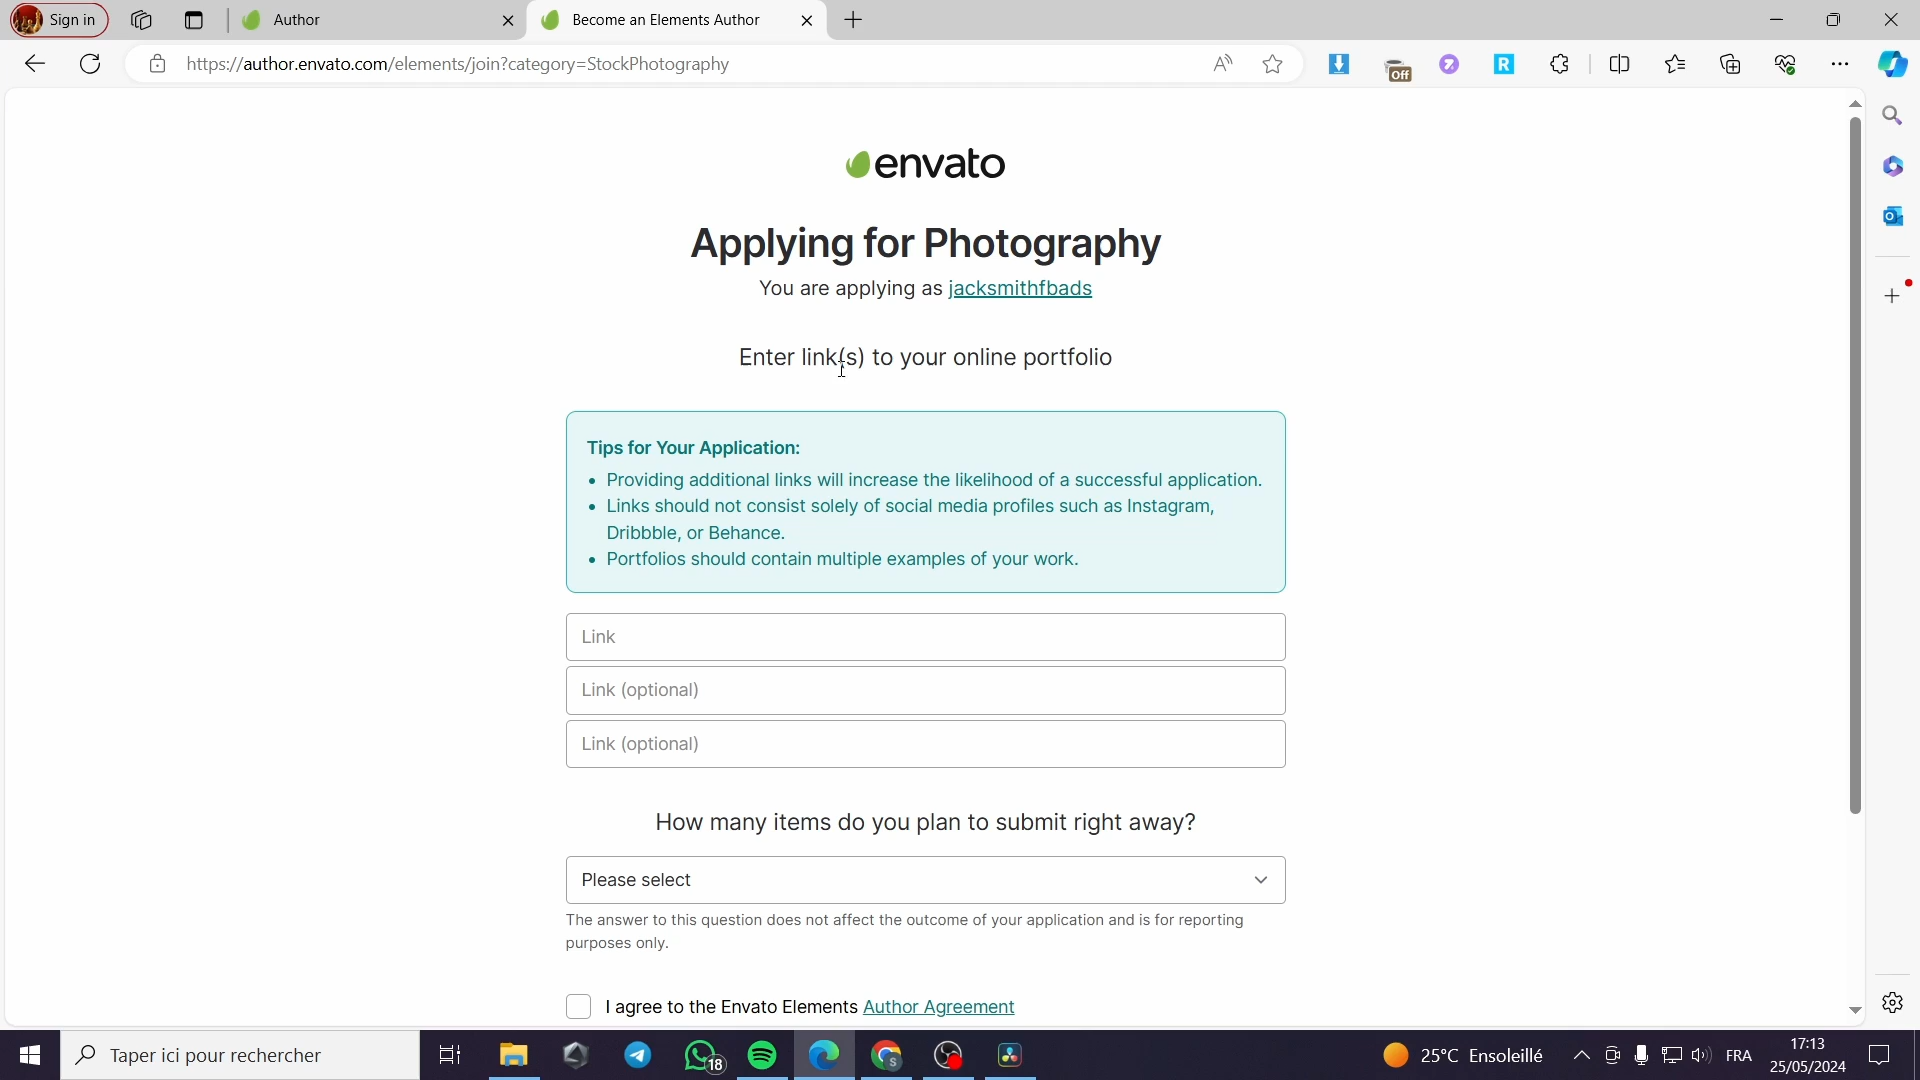 Sign in
Author
Become an Elements Author
https://author.envato.com/elements/join?category=StockPhotography
Off
envato
Applying for Photography
You are applying as jacksmithfbads
Enter link(s) to your online portfolio
Tips for Your Application:
• Providing additional links will increase the likelihood of a successful application.
• Links should not consist solely of social media profiles such as Instagram,
Dribbble, or Behance.
• Portfolios should contain multiple examples of your work.
Link
Link (optional)
Link (optional)
How many items do you plan to submit right away?
Please select
The answer to this question does not affect the outcome of your application and is for reporting
purposes only.
I agree to the Envato Elements Author Agreement
Taper ici pour rechercher
18
25°C Ensoleillé
FRA
17:13
25/05/2024